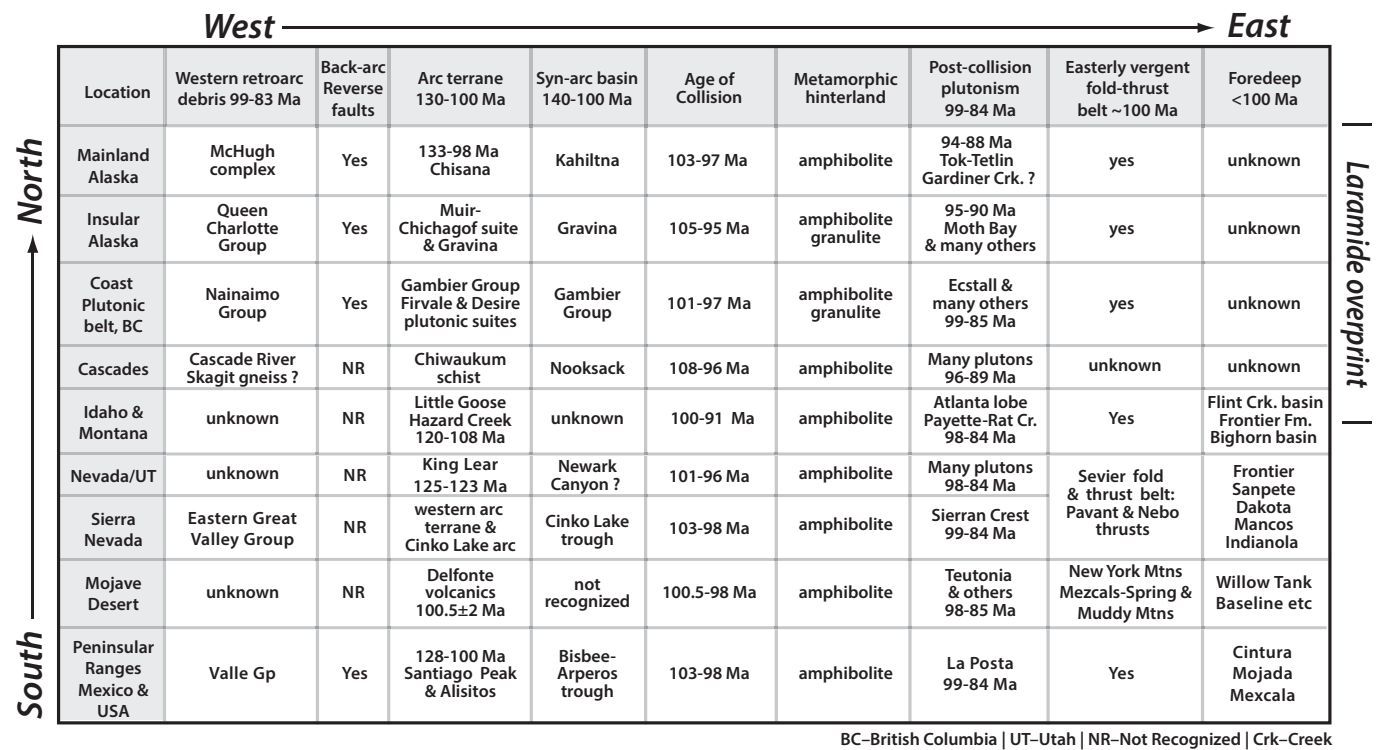 West East
Location
Western retroarc
debris 99-83 Ma
Back-arc
Reverse
faults
Arc terrane
130-100 Ma
Syn-arc basin
140-100 Ma
Age of
Collision
Metamorphic
hinterland
Post-collision
plutonism
99-84 Ma
Easterly vergent
fold-thrust
belt ~100 Ma
Foredeep
<100 Ma
North
South
Laramide overprint
Mainland
Alaska
McHugh
complex
Yes
133-98 Ma
Chisana
Kahiltna
103-97 Ma
amphibolite
94-88 Ma
Tok-Tetlin
Gardiner Crk. ?
yes
unknown
Insular
Alaska
Queen
Charlotte
Group
Yes
Muir-
Chichagof suite
& Gravina
Gravina
105-95 Ma
amphibolite
granulite
95-90 Ma
Moth Bay
& many others
yes
unknown
Coast
Plutonic
belt, BC
Nainaimo
Group
Yes
Gambier Group
Firvale & Desire
plutonic suites
Gambier
Group
101-97 Ma
amphibolite
granulite
Ecstall &
many others
99-85 Ma
yes
unknown
Cascades
Cascade River
Skagit gneiss ?
NR
Chiwaukum
schist
Nooksack
108-96 Ma
amphibolite
Many plutons
96-89 Ma
unknown
unknown
Idaho &
Montana
unknown
NR
Little Goose
Hazard Creek
120-108 Ma
unknown
100-91 Ma
amphibolite
Atlanta lobe
Payette-Rat Cr.
98-84 Ma
Yes
Flint Crk. basin
Frontier Fm.
Bighorn basin
Nevada/UT
unknown
NR
King Lear
125-123 Ma
Newark
Canyon ?
101-96 Ma
amphibolite
Many plutons
98-84 Ma
Sevier fold
& thrust belt:
Pavant & Nebo
thrusts
Frontier
Sanpete
Dakota
Mancos
Indianola
Sierra
Nevada
Eastern Great
Valley Group
NR
western arc
terrane &
Cinko Lake arc
Cinko Lake
trough
103-98 Ma
amphibolite
Sierran Crest
99-84 Ma
Mojave
Desert
unknown
NR
Delfonte
volcanics
100.5±2 Ma
not
recognized
100.5-98 Ma
amphibolite
Teutonia
& others
98-85 Ma
New York Mtns
Mezcals-Spring &
Muddy Mtns
Willow Tank
Baseline etc
Peninsular
Ranges
Mexico &
USA
Valle Gp
Yes
128-100 Ma
Santiago Peak
& Alisitos
Bisbee-
Arperos
trough
103-98 Ma
amphibolite
La Posta
99-84 Ma
Yes
Cintura
Mojada
Mexcala
BC–British Columbia | UT–Utah | NR–Not Recognized | Crk–Creek